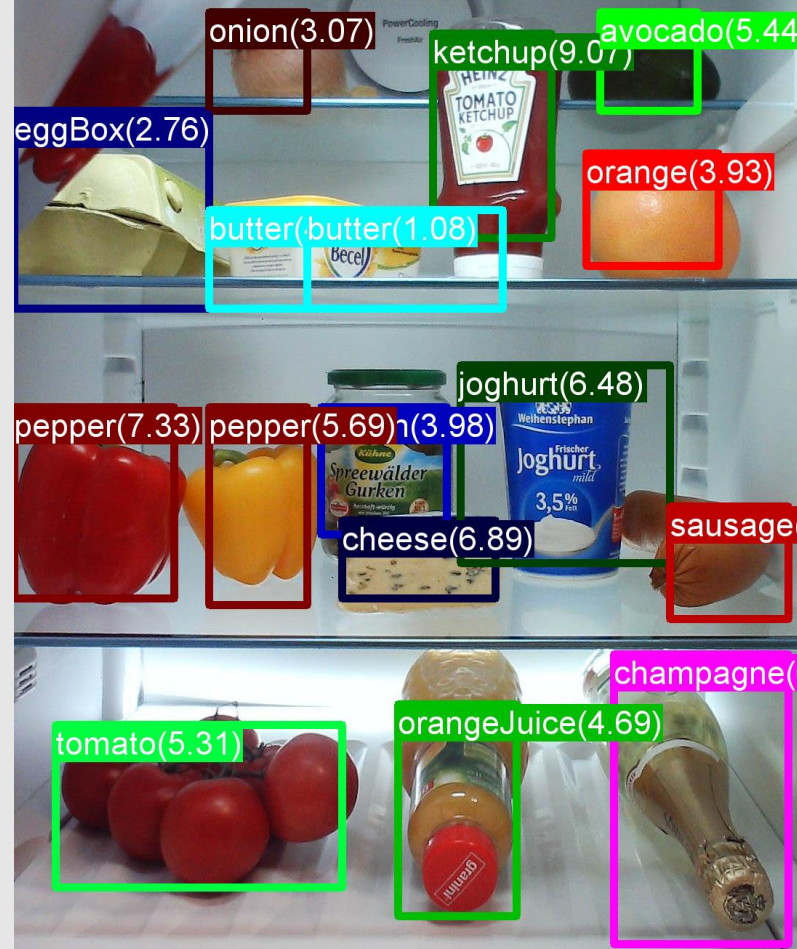 PowerCooling
FreshAir
onion(3.07)
avocado(5.44
ketchup(9.07)
HEINZ
TOMATO
KETCHUP
eggBox(2.76)
orange(3.93)
butter(
butter(1.08)
Becel
joghurt(6.48)
Weihenstephan
pepper(7.33)
pepper(5.69)
(3.98)
Frischer
Joghurt
mild
3,5%
Fett
Kühne
Spreewälder
Gurken
cheese(6.89)
sausage
champagne(
orangeJuice(4.69)
tomato(5.31)
granini